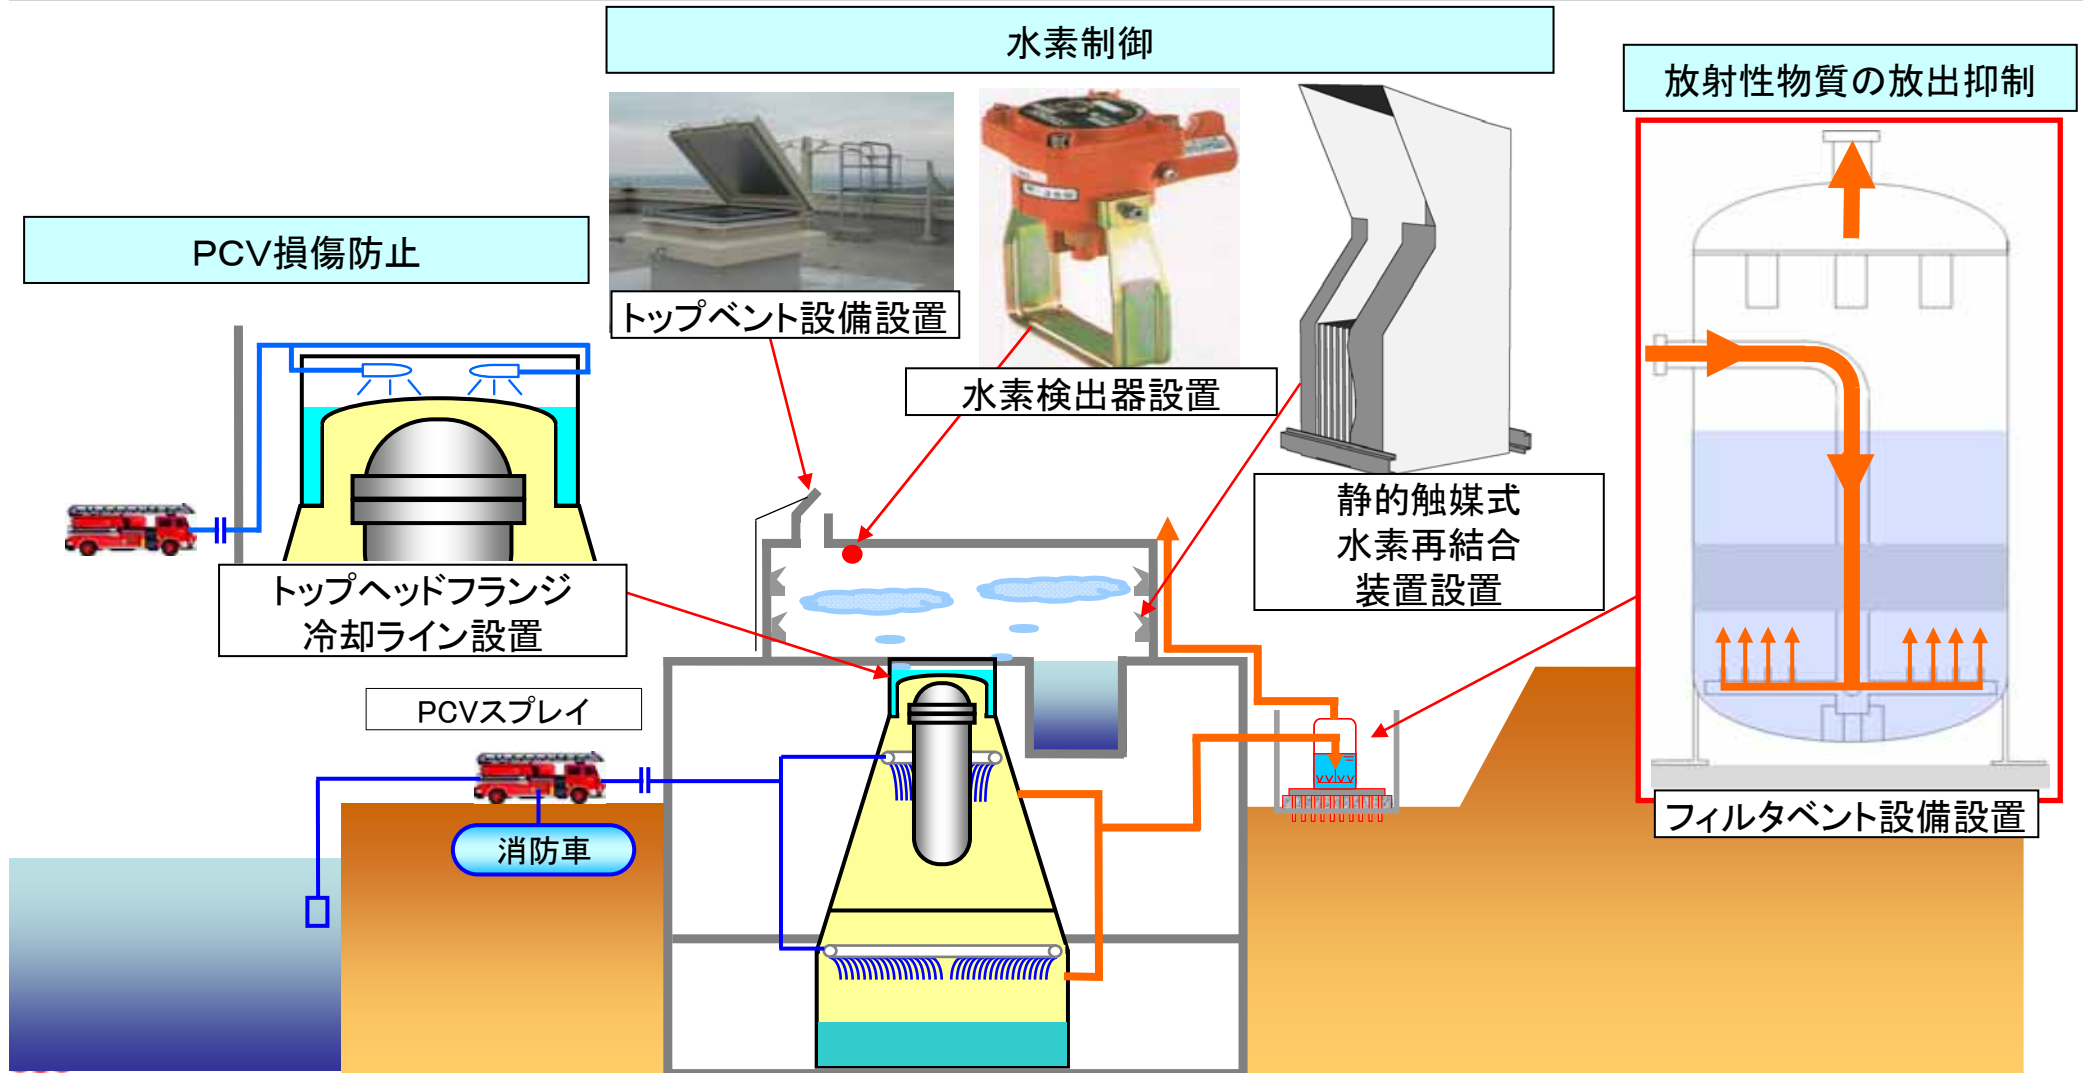 水素制御
放射性物質の放出抑制
PCV損傷防止
トップベント設備設置
水素検出器設置
静的触媒式
水素再結合
装置設置
トップヘッドフランジ
冷却ライン設置
PCVスプレイ
消防車
フィルタベント設備設置